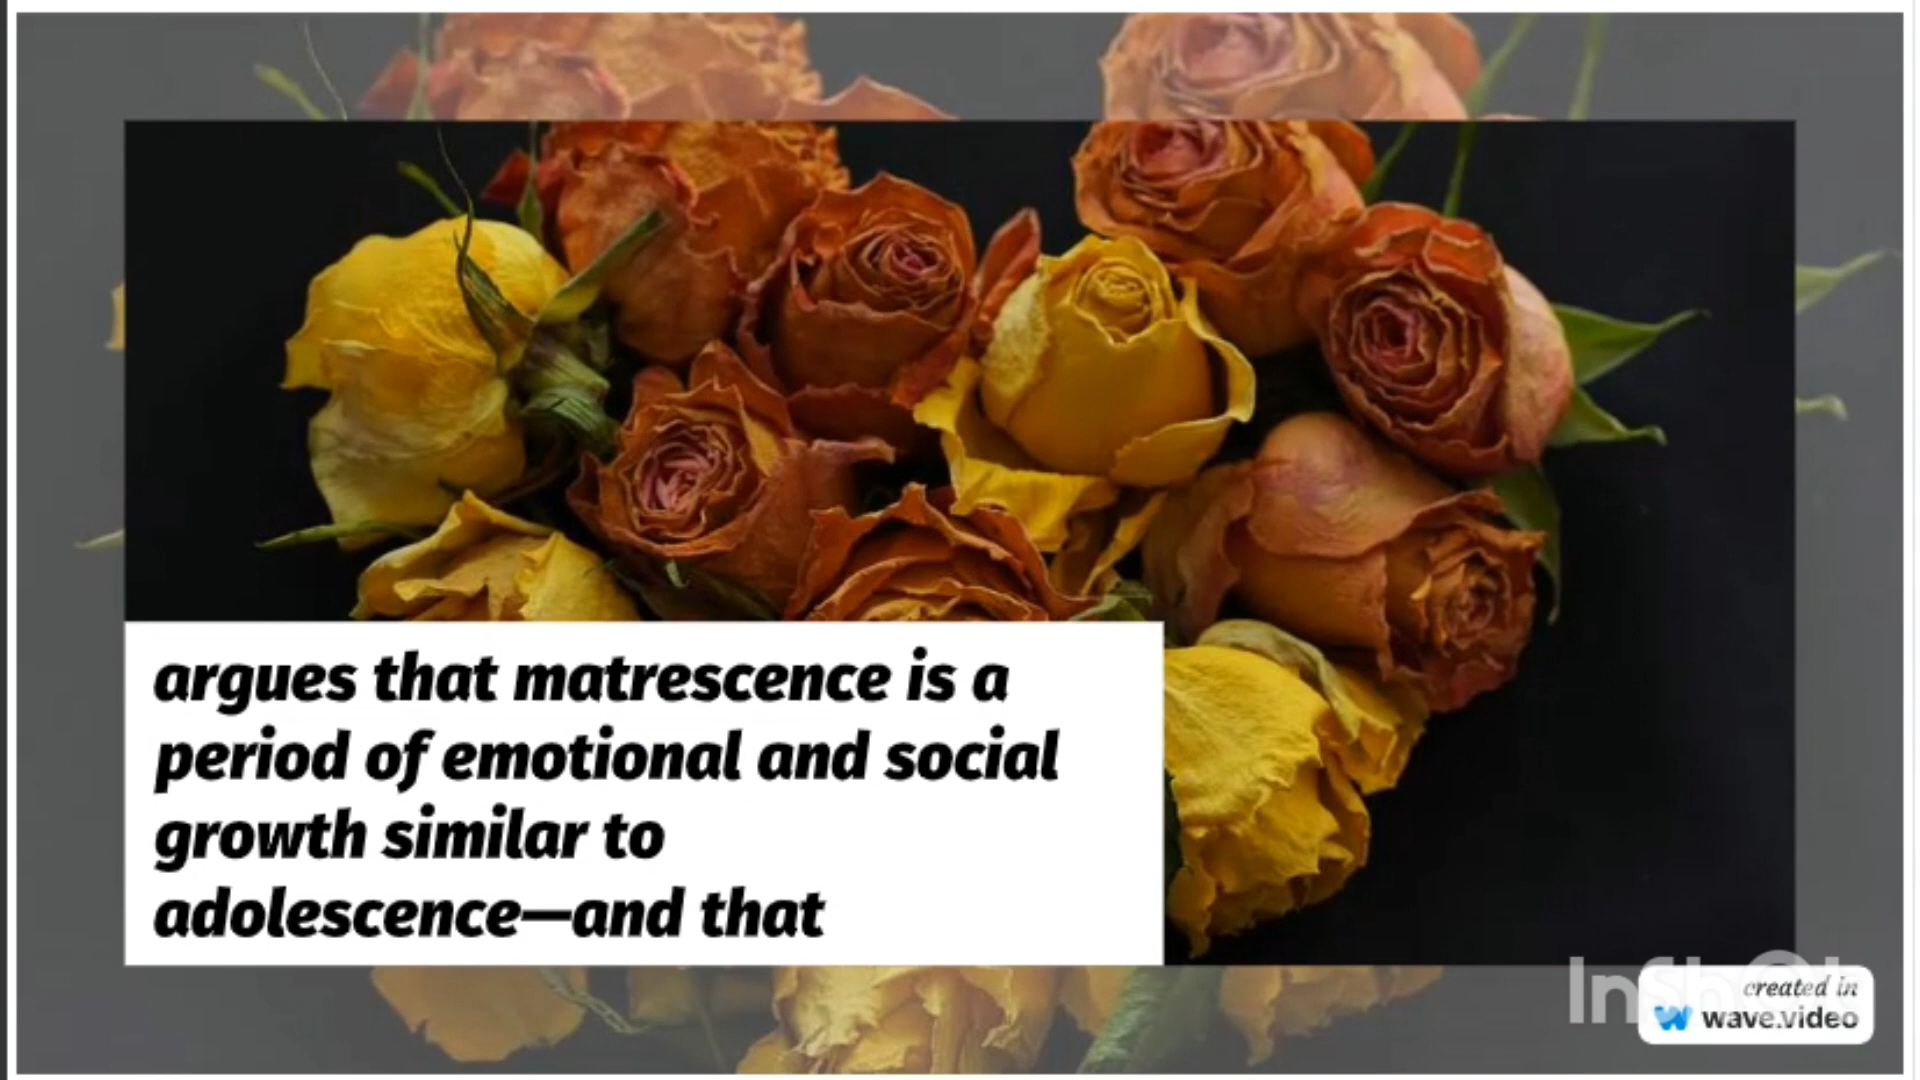 argues that matrescence is a
period of emotional and social
growth similar to
adolescence—and that
InShOt
created in
wave.video